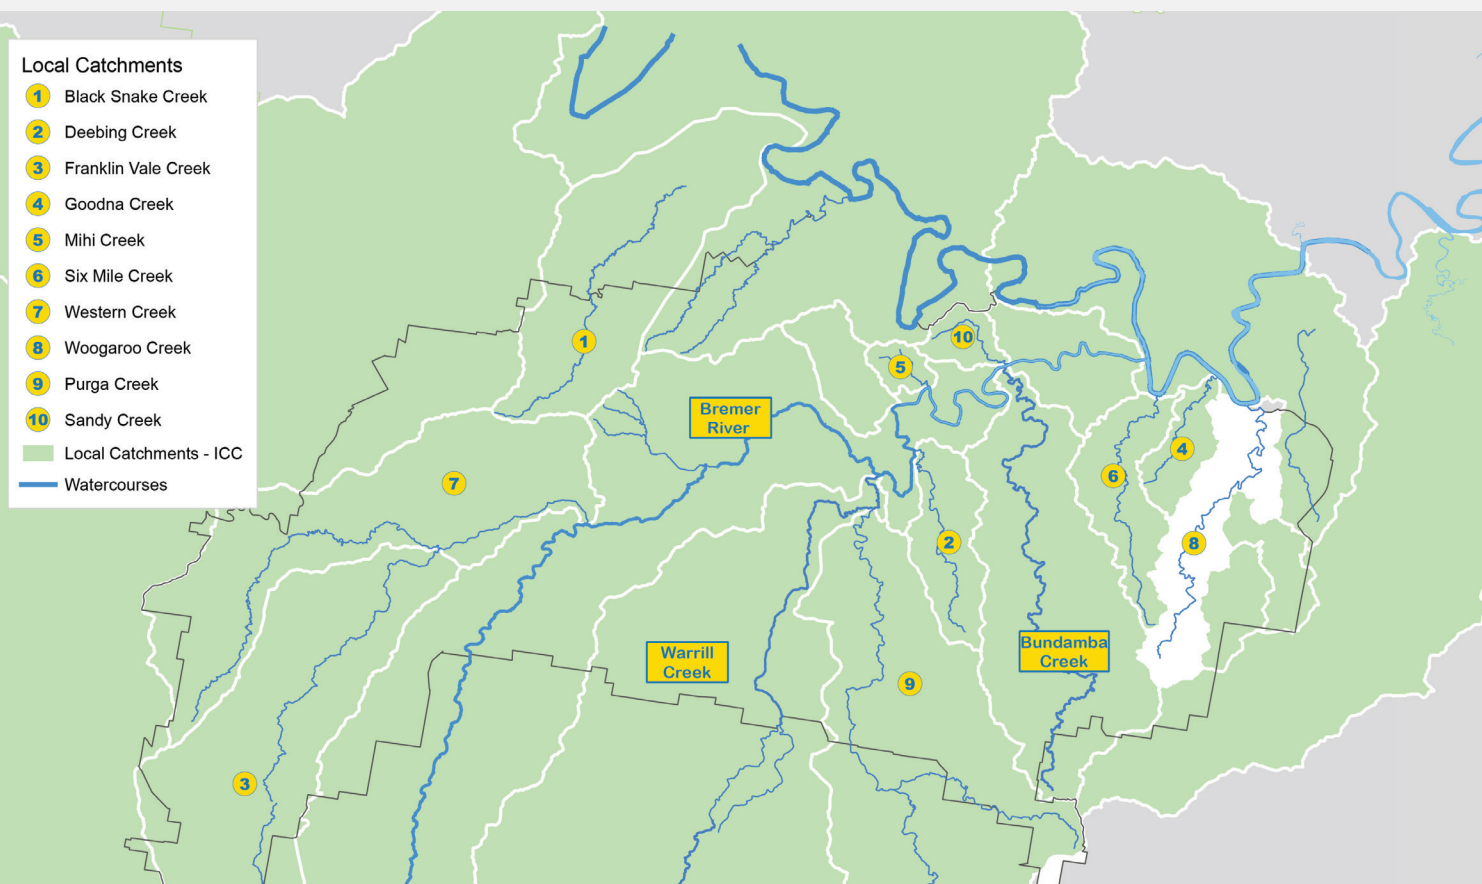 Local Catchments
1 Black Snake Creek
2 Deebing Creek
3 Franklin Vale Creek
4 Goodna Creek
5 Mihi Creek
6 Six Mile Creek
7 Western Creek
8 Woogaroo Creek
9 Purga Creek
10 Sandy Creek
Local Catchments - ICC
Watercourses
1
10
5
Bremer
River
4
6
7
2
8
Warrill
Creek
Bundamba
Creek
9
3